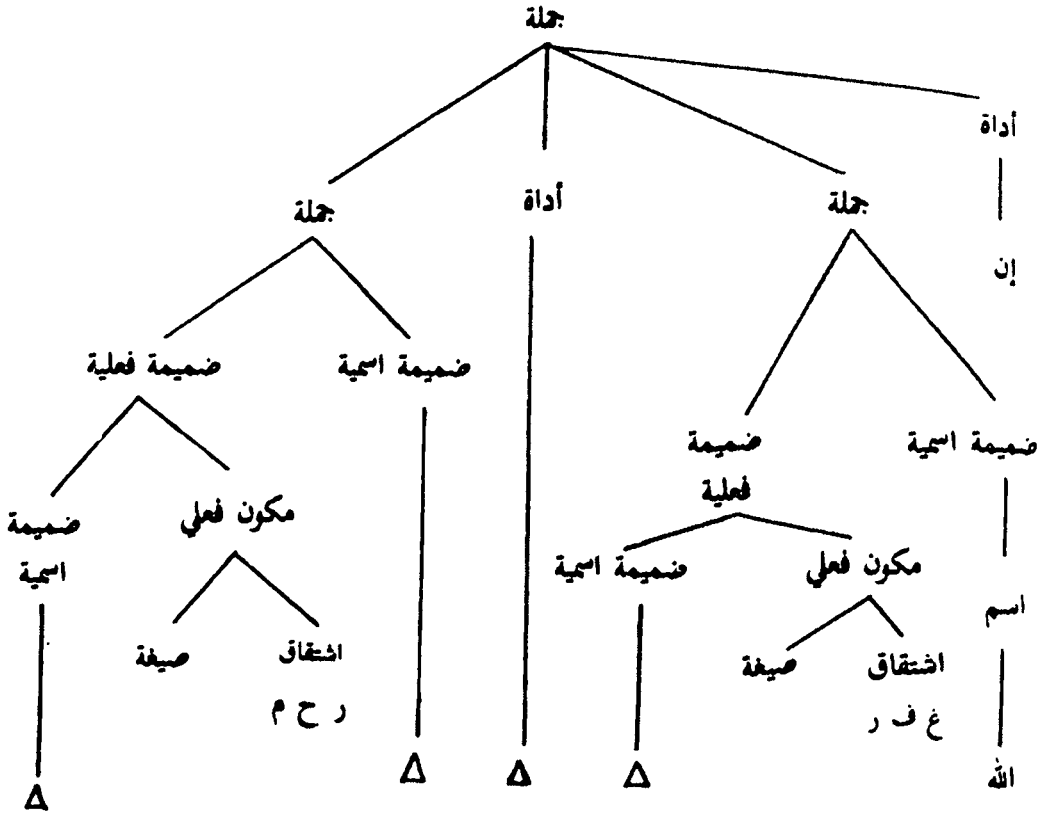 جملة
أداة
جملة
أداة
جملة
إن
ضميمة اسمية
ضميمة فعلية
ضميمة اسمية
ضميمة
فعلية
مكون فعلي
ضميمة
اسمية
مكون فعلي
ضميمة اسمية
اسم
اشتقاق
صيغة
اشتقاق
صيغة
غ ف ر
ر ح م
الله
Δ
Δ
Δ
Δ